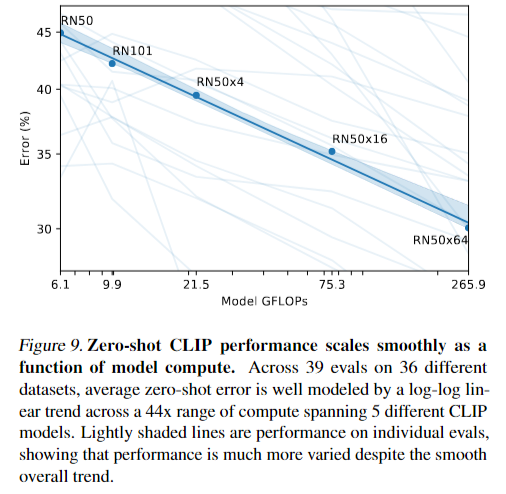 RN50
45
RN101
RN50x4
40
RN50x16
35
Error (%)
30
RN50x64
6.1 9.9 21.5 75.3 265.9
Model GFLOPs
Figure 9. Zero-shot CLIP performance scales smoothly as a
function of model compute. Across 39 evals on 36 different
datasets, average zero-shot error is well modeled by a log-log lin-
ear trend across a 44x range of compute spanning 5 different CLIP
models. Lightly shaded lines are performance on individual evals,
showing that performance is much more varied despite the smooth
overall trend.